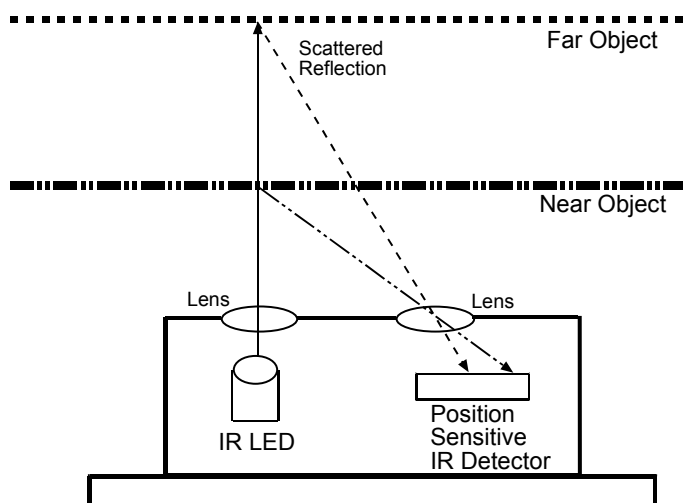 Scattered
Reflection
Far Object
Near Object
Lens
Lens
IR LED
Position
Sensitive
IR Detector